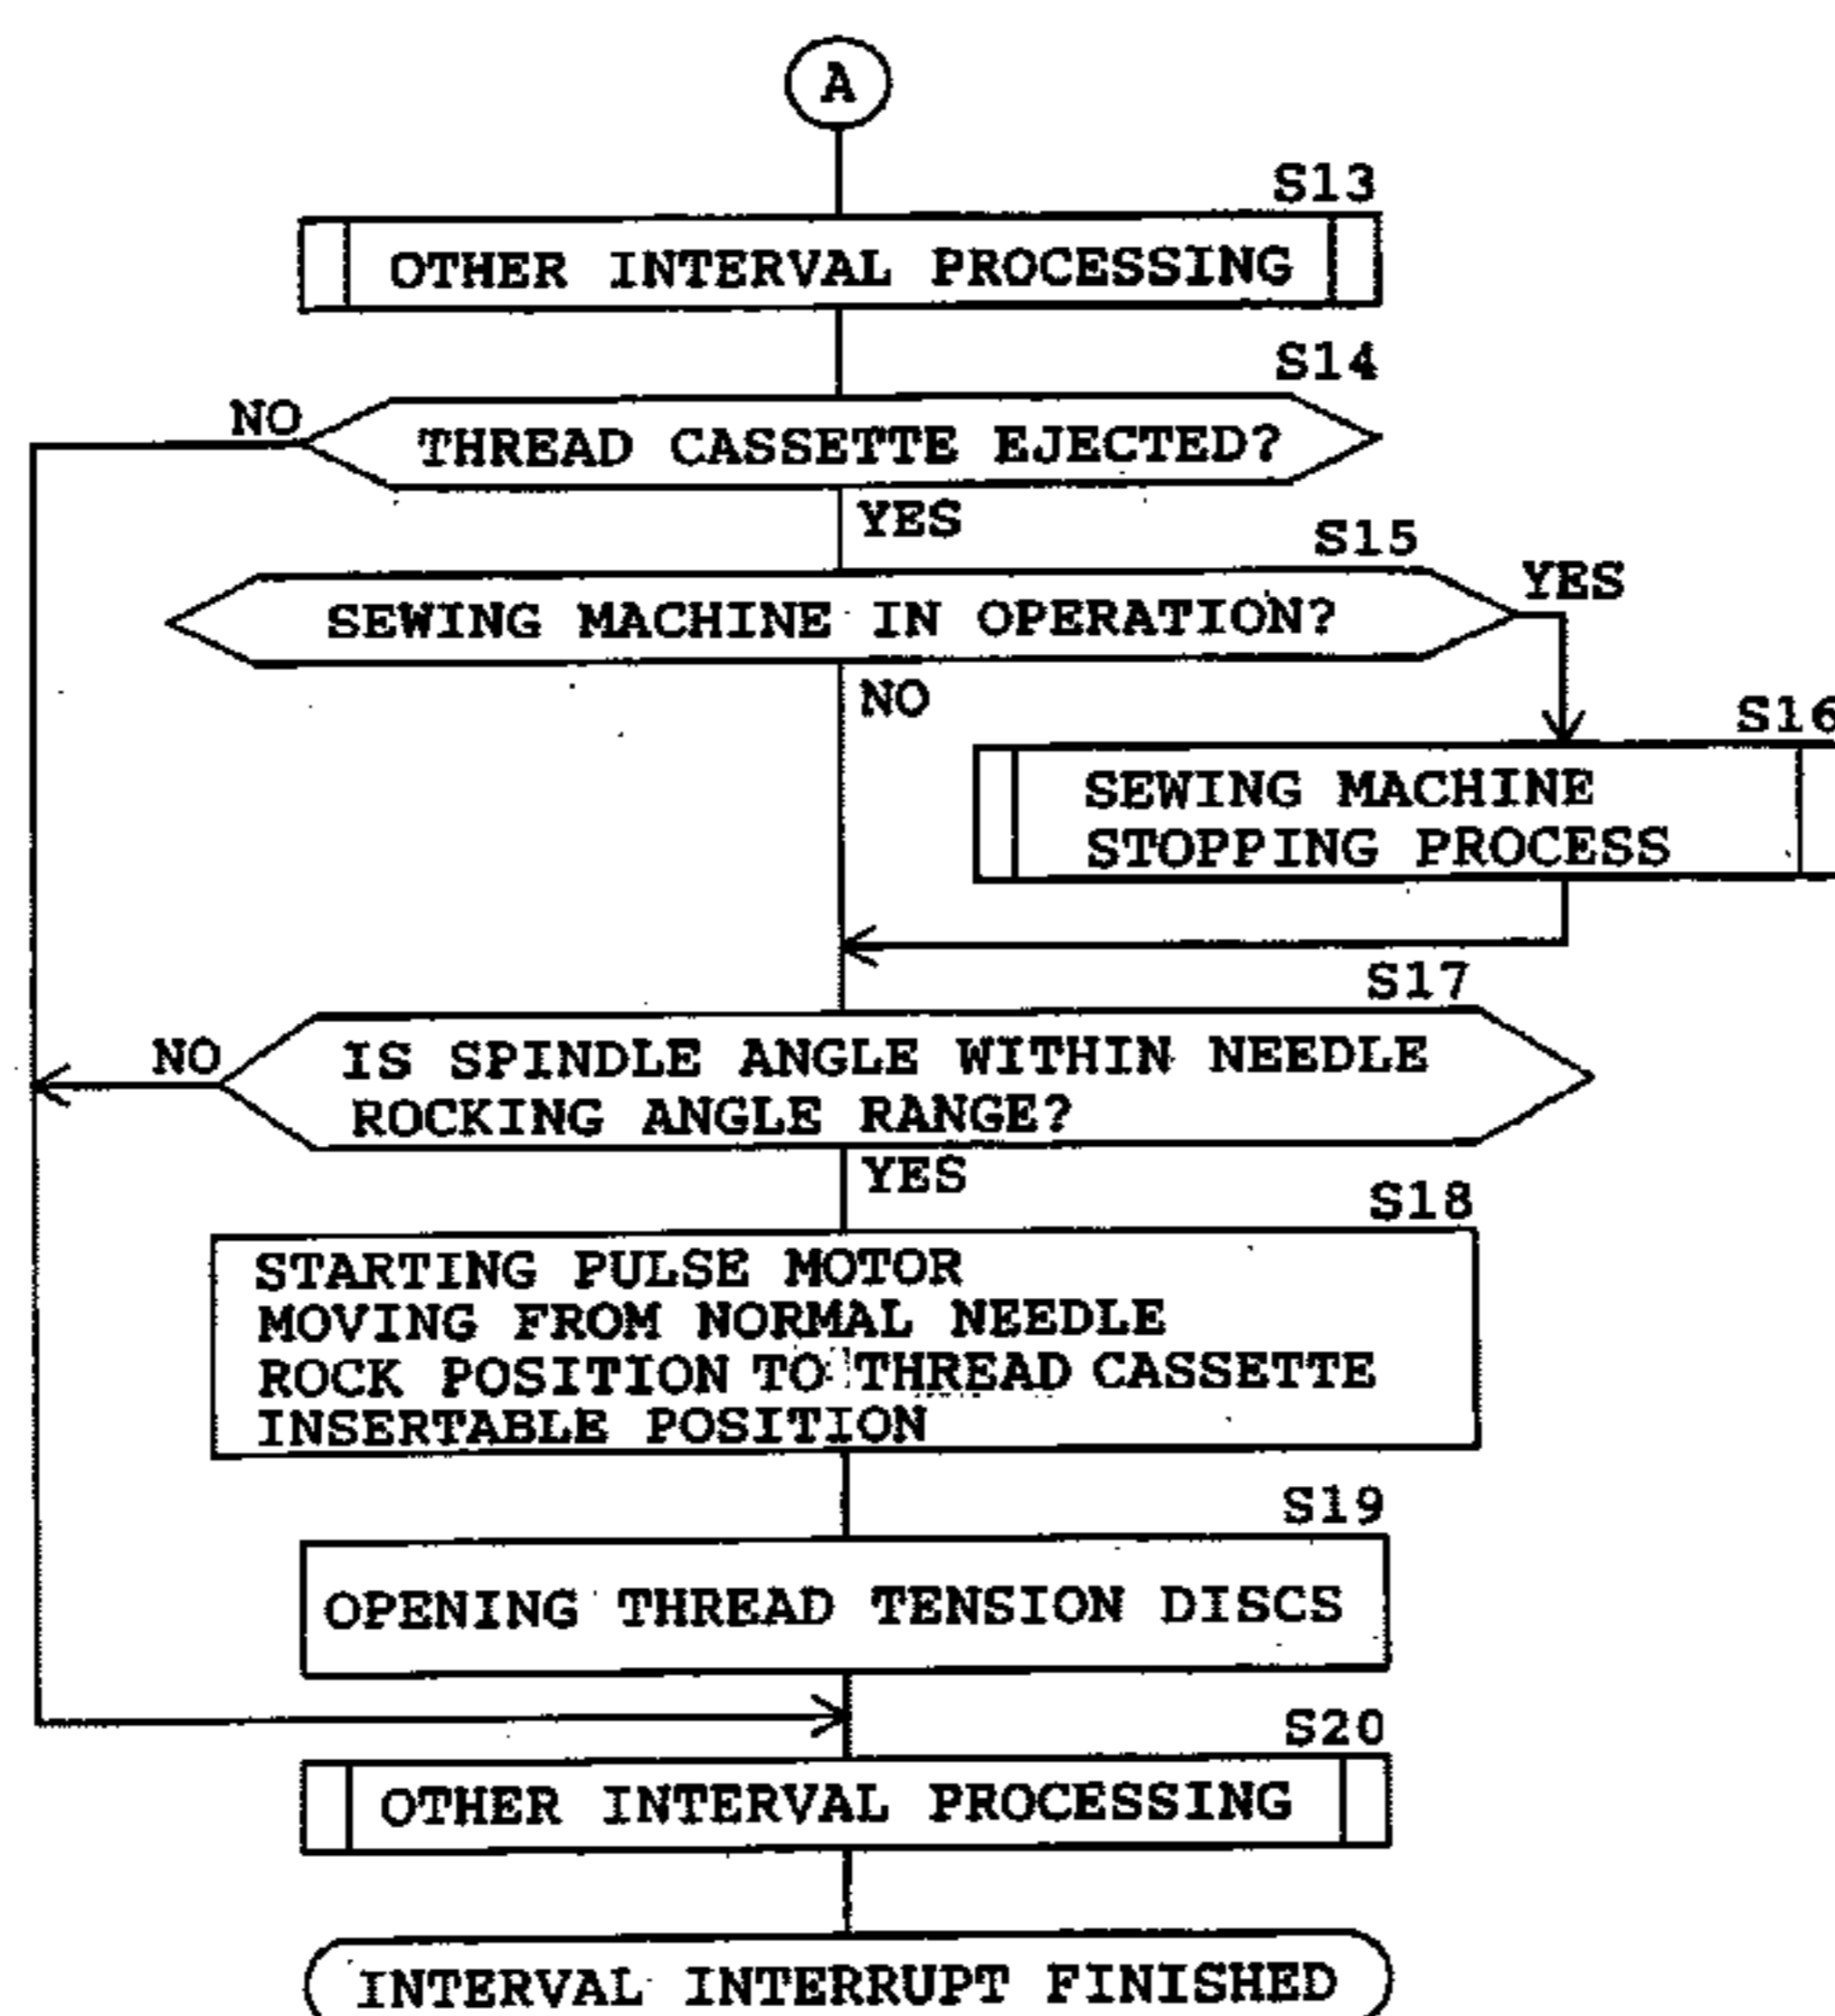 A
S13
OTHER INTERVAL PROCESSING
S14
NO
THREAD CASSETTE EJECTED?
YES
S15
YES
SEWING MACHINE IN OPERATION?
NO
S16
SEWING MACHINE
STOPPING PROCESS
S17
NO
IS SPINDLE ANGLE WITHIN NEEDLE
ROCKING ANGLE RANGE?
YES
S18
STARTING PULSE MOTOR
MOVING FROM NORMAL NEEDLE
ROCK POSITION TO THREAD CASSETTE
INSERTABLE POSITION
S19
OPENING THREAD TENSION DISCS
S20
OTHER INTERVAL PROCESSING
INTERVAL INTERRUPT FINISHED